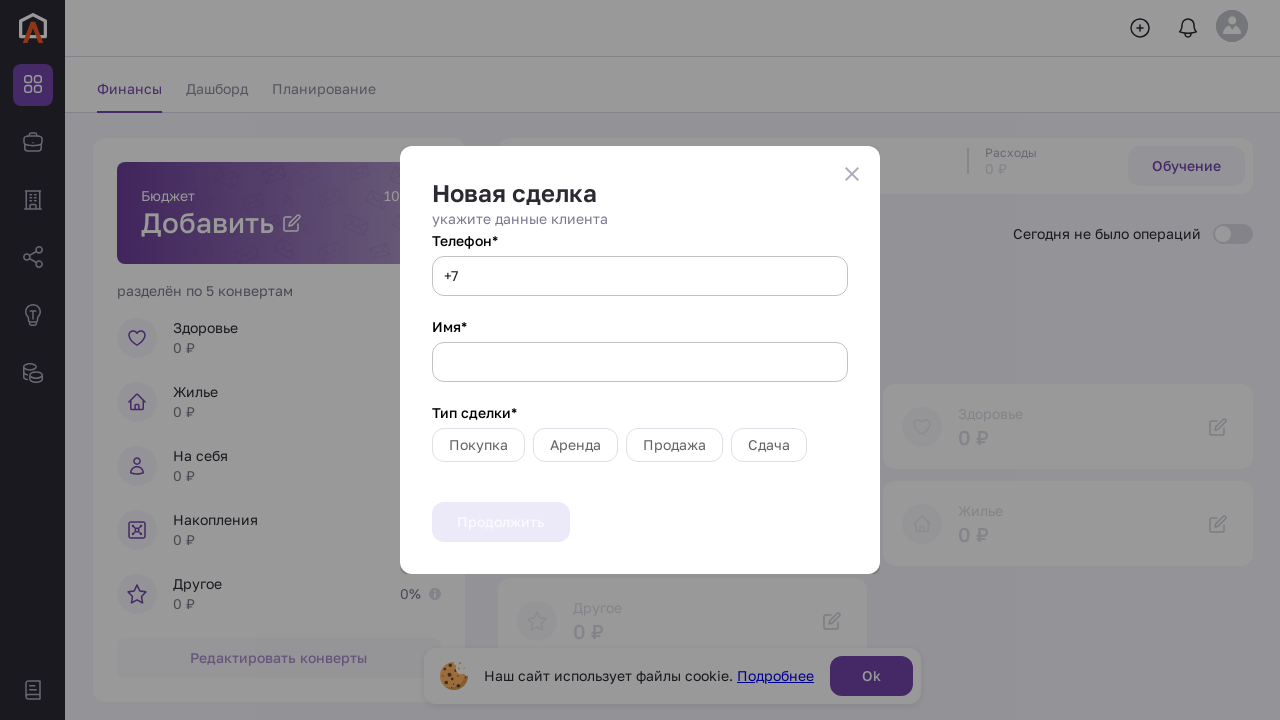 Финансы
Дашборд
Планирование
Бюджет
10
Добавить
разделён по 5 конвертам
Здоровье
0 ₽
Жилье
0 ₽
На себя
0 ₽
Накопления
0 ₽
Другое
0 ₽
0%
Редактировать конверты
Новая сделка
укажите данные клиента
Телефон*
+7
Имя*
Тип сделки*
Покупка
Аренда
Продажа
Сдача
Продолжить
Расходы
0 ₽
Обучение
Сегодня не было операций
Здоровье
0 ₽
Жилье
0 ₽
Другое
0 ₽
Наш сайт использует файлы cookie. Подробнее
Ok